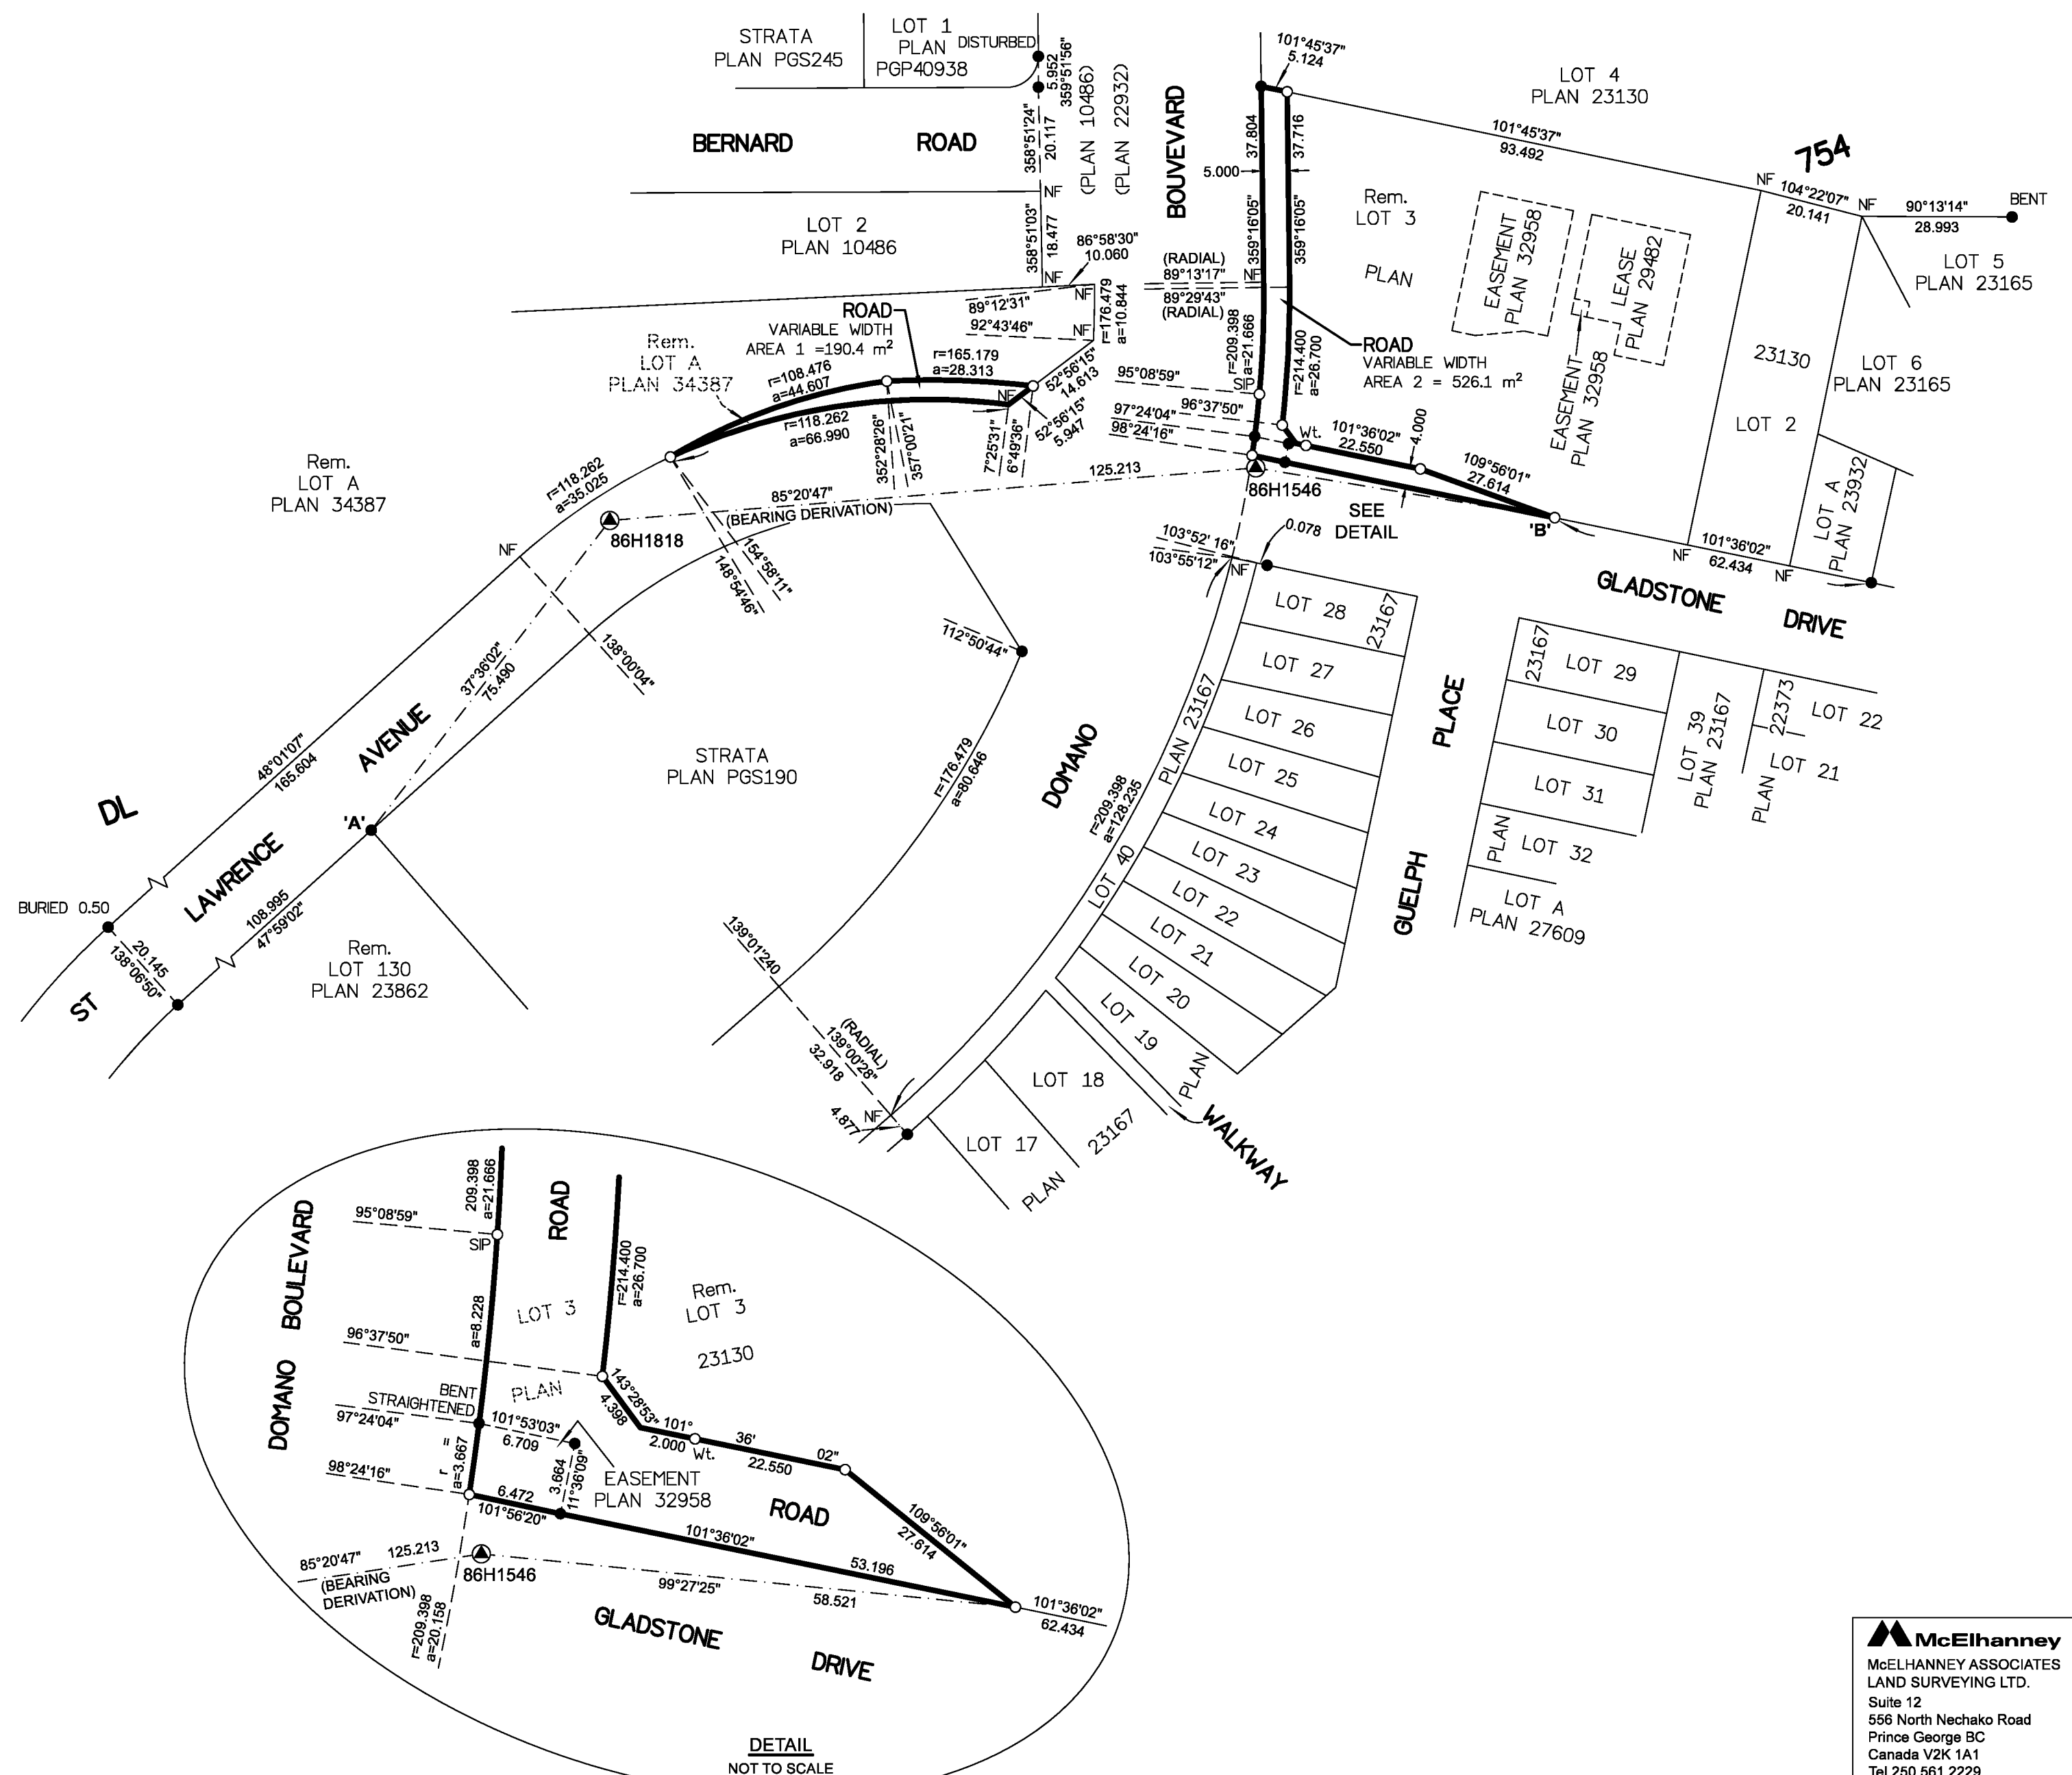 STRATA
PLAN PGS245
LOT 1
PLAN
PGP40938
DISTURBED
5.952
359°51'56"
358°51'24"
20.117
(PLAN 10486)
(PLAN 22932)
BERNARD ROAD
NF
LOT 2
PLAN 10486
358°51'03"
18.477
NF
86°58'30"
10.060
89°12'31"
NF
92°43'46"
NF
r=176.479
a=10.844
BOUVEVARD
101°45'37"
5.124
37.804
37.716
5.000
359°16'05"
359°16'05"
(RADIAL)
89°13'17"
NF
89°29'43"
(RADIAL)
r=209.398
a=21.666
r=214.400
a=26.700
LOT 4
PLAN 23130
101°45'37"
93.492
754
NF
104°22'07"
20.141
NF
90°13'14"
28.993
BENT
Rem.
LOT 3
PLAN
EASEMENT
PLAN 32958
LEASE
PLAN 29482
EASEMENT
PLAN 32958
LOT 5
PLAN 23165
LOT 6
PLAN 23165
23130
LOT 2
LOT A
PLAN 23932
ROAD
VARIABLE WIDTH
AREA 1 =190.4 m²
ROAD
VARIABLE WIDTH
AREA 2 = 526.1 m²
Rem.
LOT A
PLAN 34387
r=108.476
a=44.607
r=165.179
a=28.313
r=118.262
a=66.990
NF
52°56'15"
14.613
52°56'15"
5.947
352°28'26"
357°00'21"
7°25'31"
6°49'36"
95°08'59"
SIP
96°37'50"
97°24'04"
98°24'16"
Wt.
101°36'02"
22.550
4.000
109°56'01"
27.614
'B'
SEE
DETAIL
86H1546
125.213
85°20'47"
(BEARING DERIVATION)
86H1818
Rem.
LOT A
PLAN 34387
r=118.262
a=35.025
NF
154°58'11"
148°54'46"
138°00'04"
37°36'02"
75.490
103°52' 16"
103°55'12"
NF
0.078
NF
101°36'02"
62.434
NF
GLADSTONE DRIVE
112°50'44"
48°01'07"
165.604
DL
ST LAWRENCE AVENUE
'A'
BURIED 0.50
20.145
138°06'50"
108.995
47°59'02"
Rem.
LOT 130
PLAN 23862
STRATA
PLAN PGS190
r=176.479
a=80.646
DOMANO
r=209.398
a=128.235
PLAN 23167
LOT 40
LOT 28
23167
LOT 27
LOT 26
LOT 25
LOT 24
LOT 23
LOT 22
LOT 21
LOT 20
LOT 19
PLAN
LOT 18
23167
LOT 17
PLAN
WALKWAY
GUELPH PLACE
23167
LOT 29
LOT 30
LOT 31
PLAN
LOT 32
LOT A
PLAN 27609
LOT 39
PLAN 23167
22373
LOT 22
LOT 21
PLAN
139°01'240
(RADIAL)
139°00'28"
32.918
NF
4.877
DOMANO BOULEVARD
209.398
a=21.666
ROAD
95°08'59"
SIP
r=214.400
a=26.700
Rem.
LOT 3
23130
LOT 3
a=8.228
96°37'50"
PLAN
BENT
STRAIGHTENED
97°24'04"
101°53'03"
6.709
r =
a=3.667
98°24'16"
143°28'53"
4.398
101° 36' 02"
2.000
Wt.
22.550
3.664
11°36'09"
EASEMENT
PLAN 32958
6.472
101°56'20"
ROAD
109°56'01"
27.614
101°36'02"
53.196
85°20'47"
125.213
(BEARING
DERIVATION)
86H1546
99°27'25"
58.521
101°36'02"
62.434
r=209.398
a=20.158
GLADSTONE DRIVE
DETAIL
NOT TO SCALE
McElhanney
McELHANNEY ASSOCIATES
LAND SURVEYING LTD.
Suite 12
556 North Nechako Road
Prince George BC
Canada V2K 1A1
Tel 250 561 2229